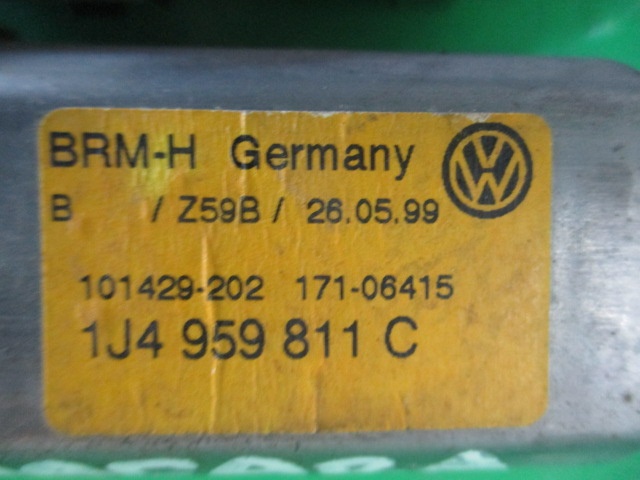 BRM-H Germany
B / Z59B / 26.05.99
101429-202 171-06415
1J4 959 811 C